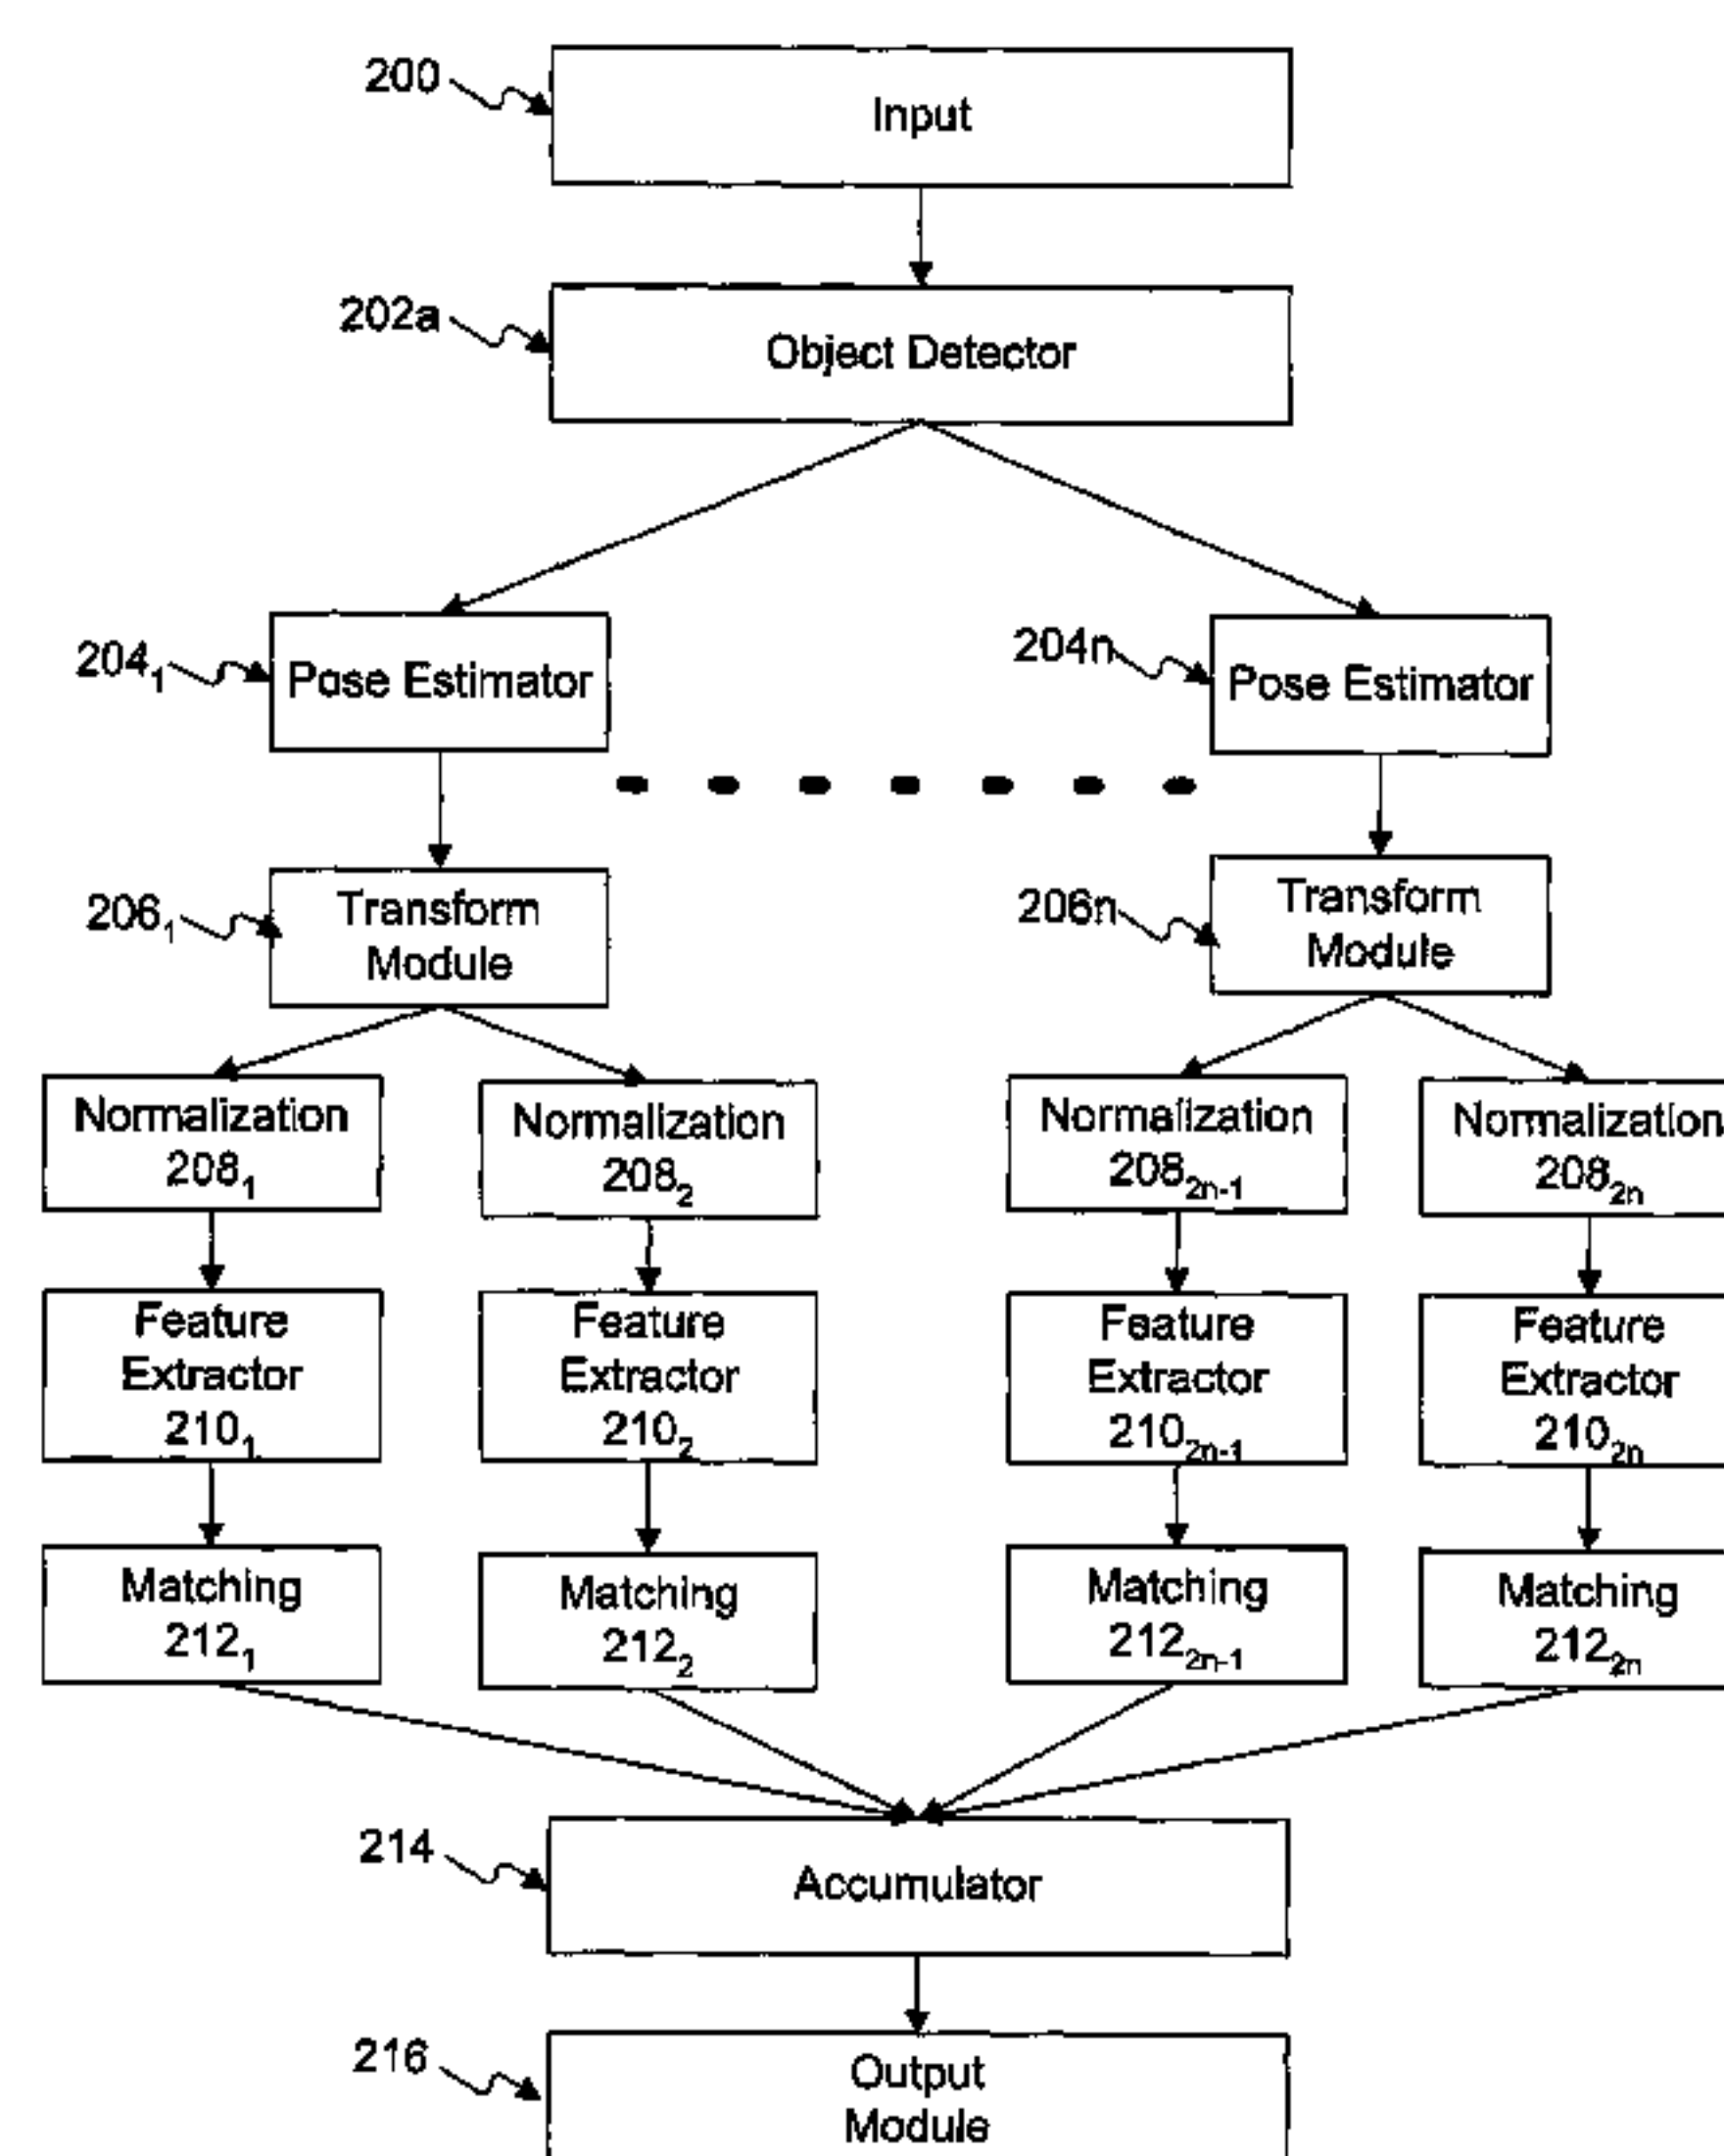 200
Input
202a
Object Detector
204₁
Pose Estimator
204n
Pose Estimator
206₁
Transform
Module
206n
Transform
Module
Normalization
208₁
Normalization
208₂
Normalization
208₂ₙ₋₁
Normalization
208₂ₙ
Feature
Extractor
210₁
Feature
Extractor
210₂
Feature
Extractor
210₂ₙ₋₁
Feature
Extractor
210₂ₙ
Matching
212₁
Matching
212₂
Matching
212₂ₙ₋₁
Matching
212₂ₙ
214
Accumulator
216
Output
Module